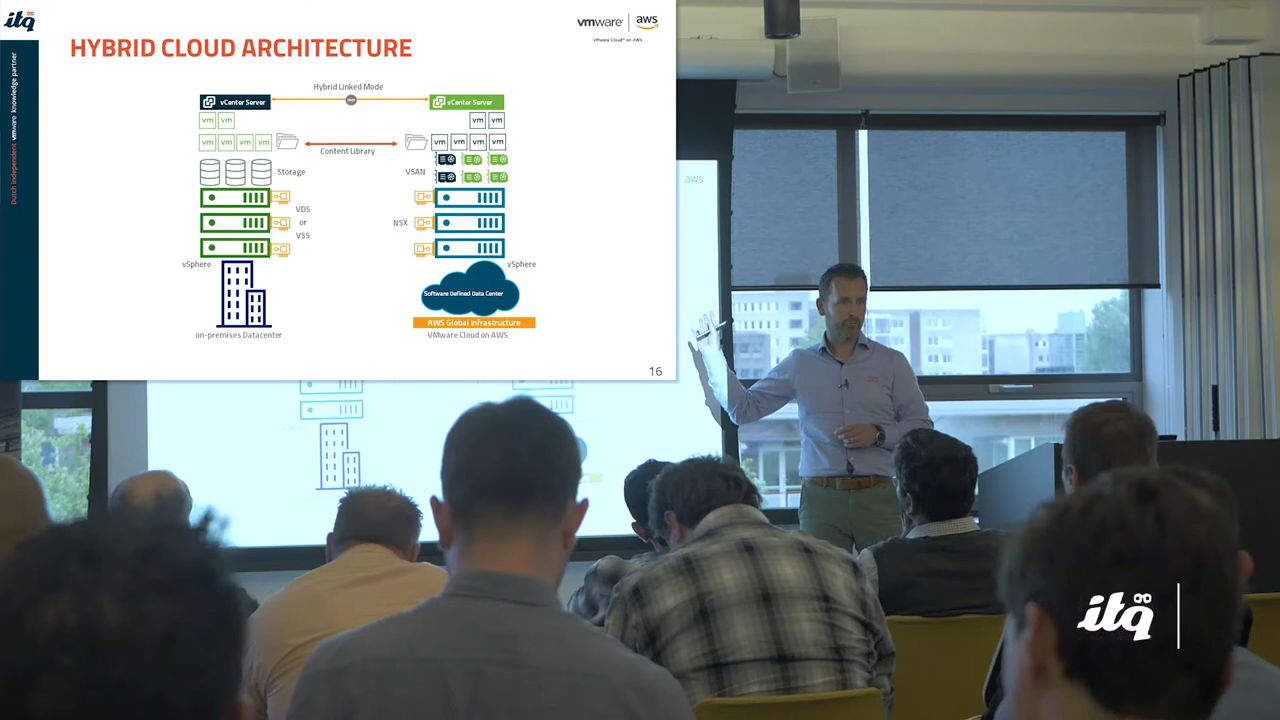 itq
Dutch independent vmware knowledge partner
HYBRID CLOUD ARCHITECTURE
vmware®
aws
VMware Cloud™ on AWS
Hybrid Linked Mode
vCenter Server
vCenter Server
vm vm
vm vm
vm vm vm vm
vm vm vm vm
Content Library
Storage
VSAN
VDS
or
VSS
NSX
vSphere
vSphere
Software Defined Data Center
AWS Global Infrastructure
on-premises Datacenter
VMware Cloud on AWS
16
aws
itq